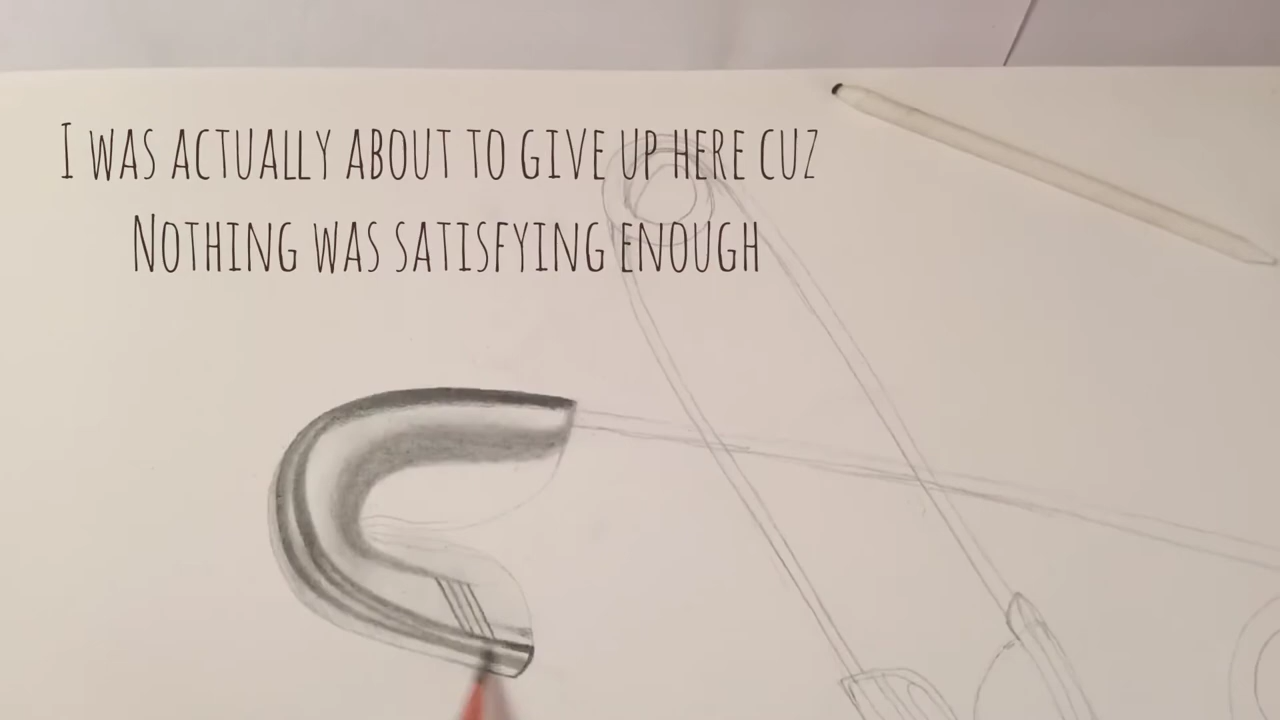 I was actually about to give up here cuz
Nothing was satisfying enough